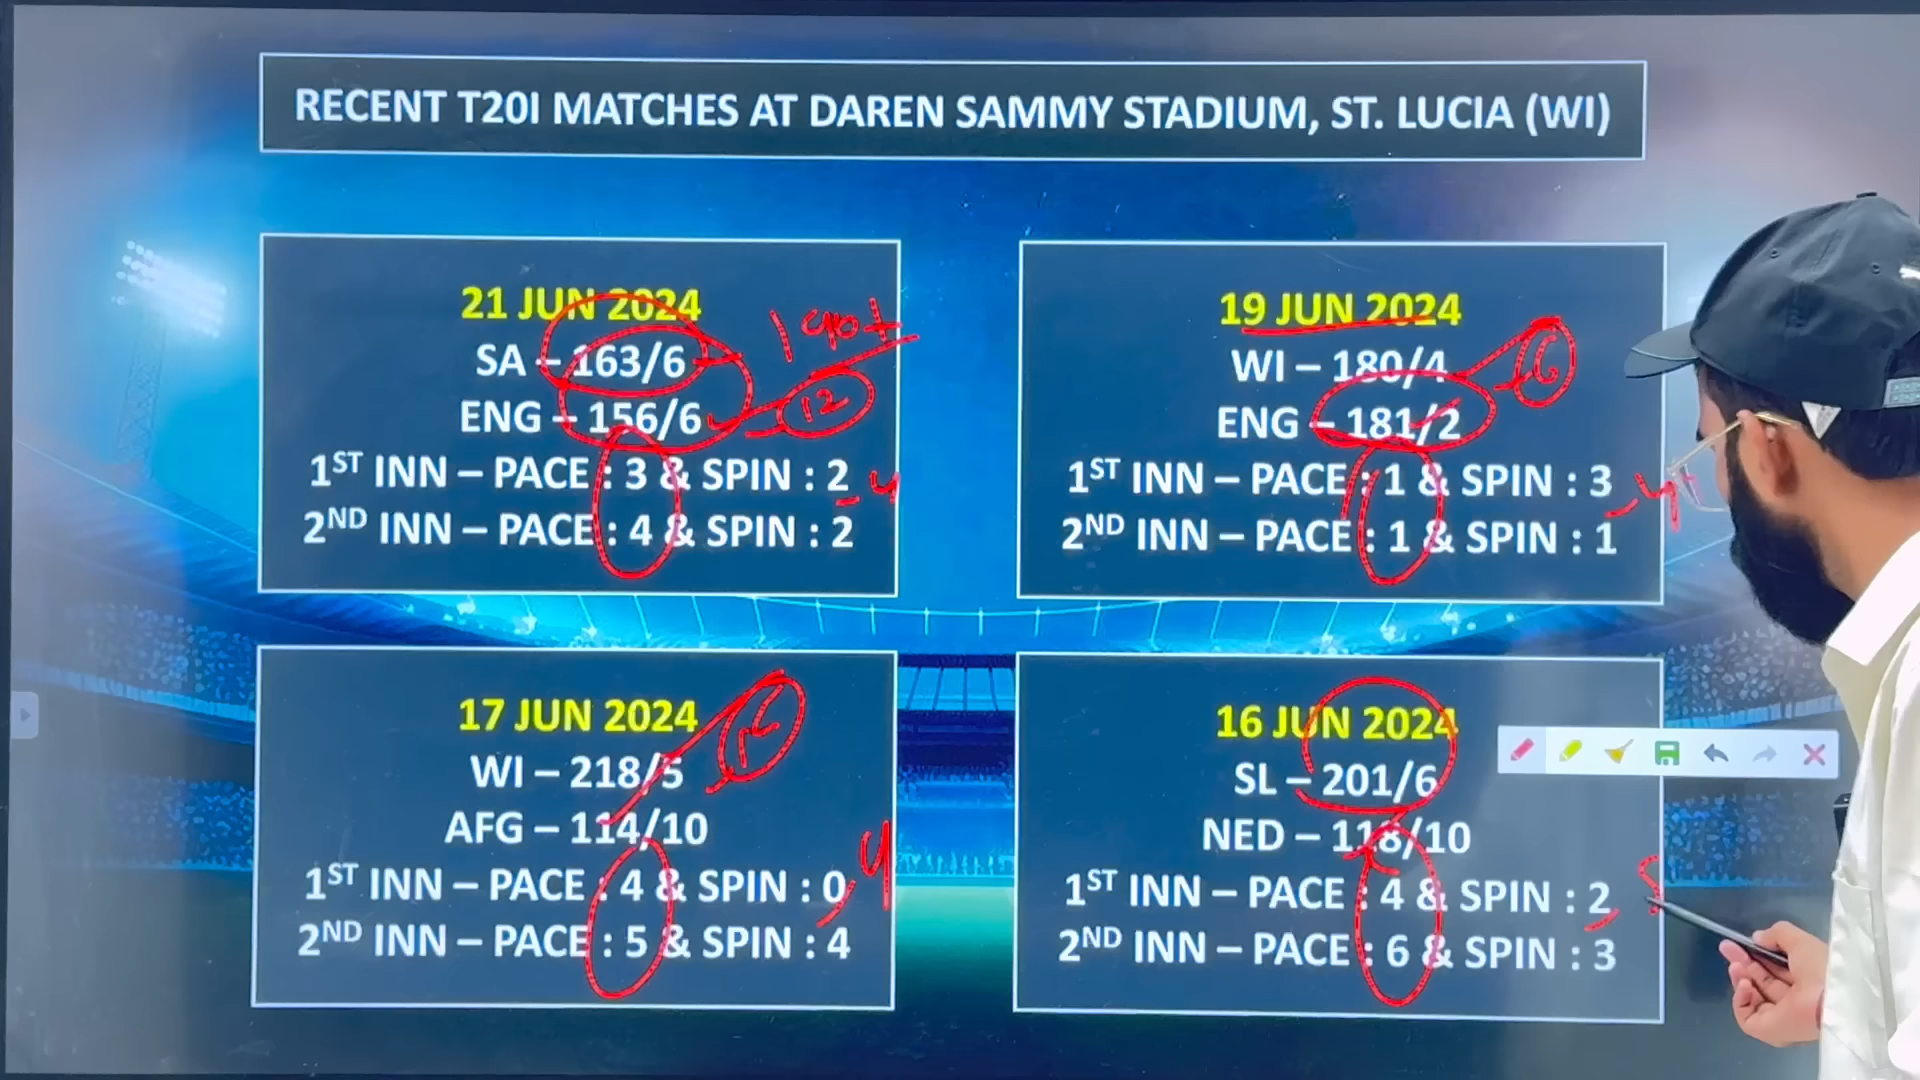 RECENT T20I MATCHES AT DAREN SAMMY STADIUM, ST. LUCIA (WI)
21 JUN 2024
SA – 163/6
190+
ENG – 156/6
12
1ST INN – PACE : 3 & SPIN : 2
- 4
2ND INN – PACE : 4 & SPIN : 2
19 JUN 2024
WI – 180/4
6
ENG – 181/2
1ST INN – PACE : 1 & SPIN : 3
- 4
2ND INN – PACE : 1 & SPIN : 1
17 JUN 2024
WI – 218/5
AFG – 114/10
1ST INN – PACE : 4 & SPIN : 0
4
2ND INN – PACE : 5 & SPIN : 4
16 JUN 2024
SL – 201/6
NED – 118/10
1ST INN – PACE : 4 & SPIN : 2
2ND INN – PACE : 6 & SPIN : 3